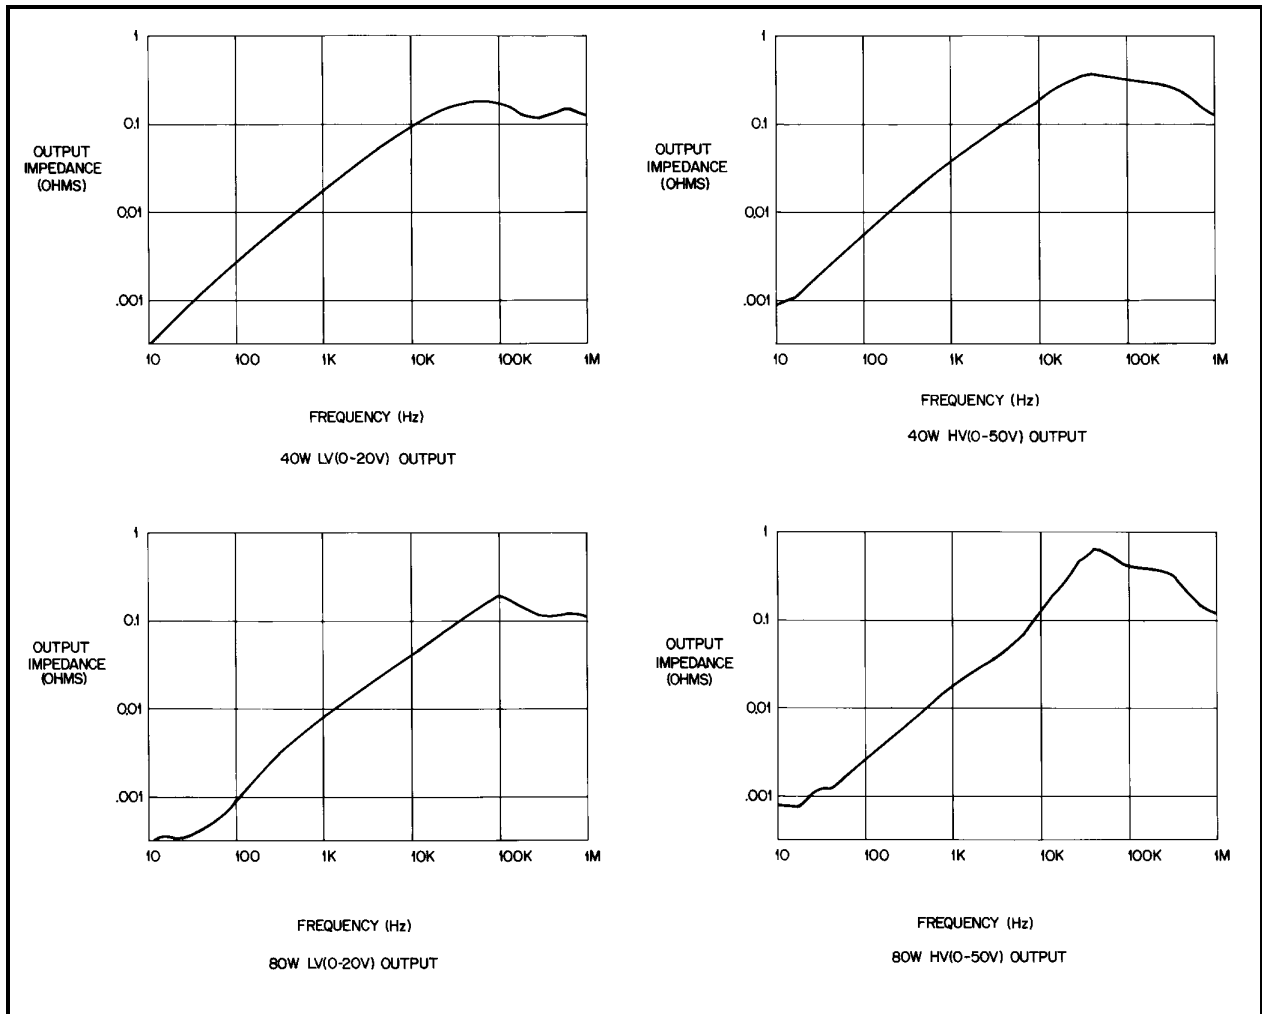 1
0.1
0.01
.001
OUTPUT
IMPEDANCE
(OHMS)
10 100 1K 10K 100K 1M
FREQUENCY (Hz)
40W LV(0-20V) OUTPUT
1
0.1
0.01
.001
OUTPUT
IMPEDANCE
(OHMS)
10 100 1K 10K 100K 1M
FREQUENCY (Hz)
40W HV(0-50V) OUTPUT
1
0.1
0.01
.001
OUTPUT
IMPEDANCE
(OHMS)
10 100 1K 10K 100K 1M
FREQUENCY (Hz)
80W LV(0-20V) OUTPUT
1
0.1
0.01
.001
OUTPUT
IMPEDANCE
(OHMS)
10 100 1K 10K 100K 1M
FREQUENCY (Hz)
80W HV(0-50V) OUTPUT